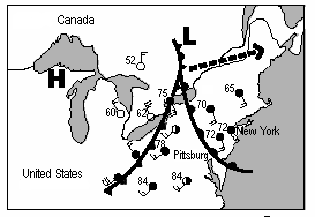 Canada
L
52
H
75
65
60
62
70
72
72
New York
78
Pittsburg
United States
84
84